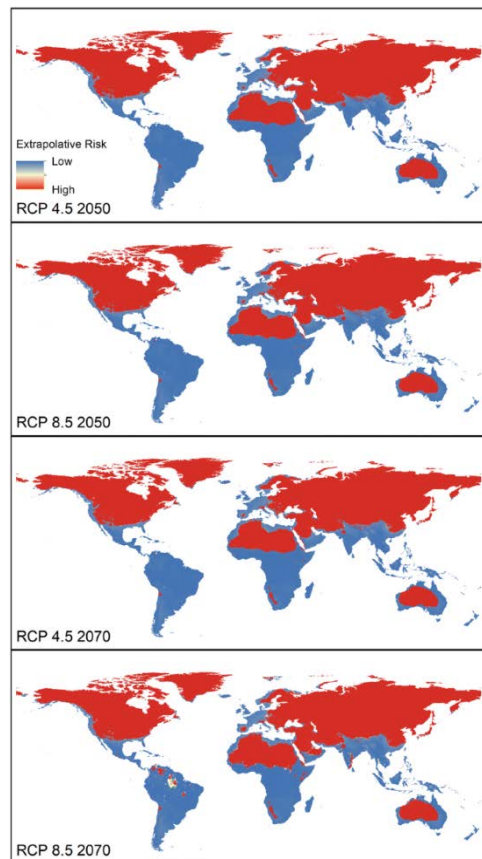 Extrapolative Risk
Low
High
RCP 4.5 2050
RCP 8.5 2050
RCP 4.5 2070
RCP 8.5 2070